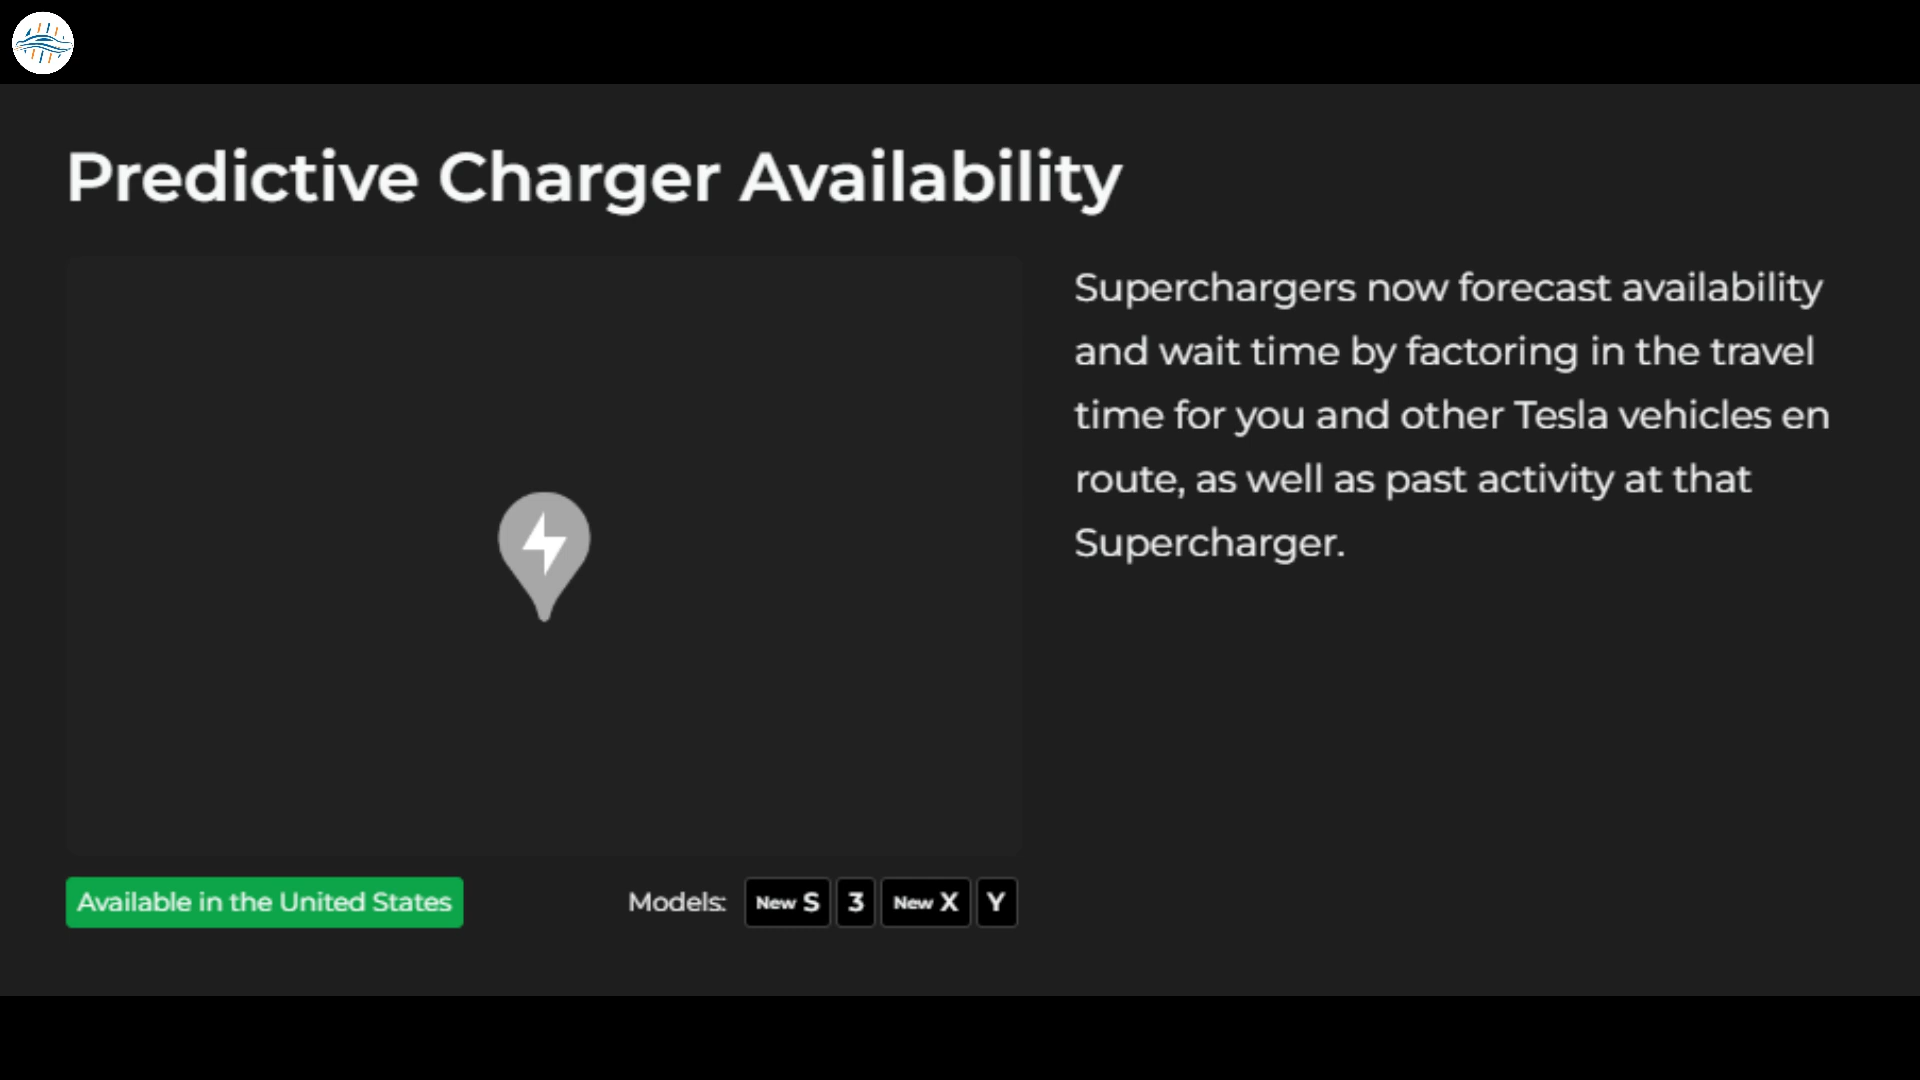 Predictive Charger Availability
Superchargers now forecast availability
and wait time by factoring in the travel
time for you and other Tesla vehicles en
route, as well as past activity at that
Supercharger.
Available in the United States
Models: New S 3 New X Y